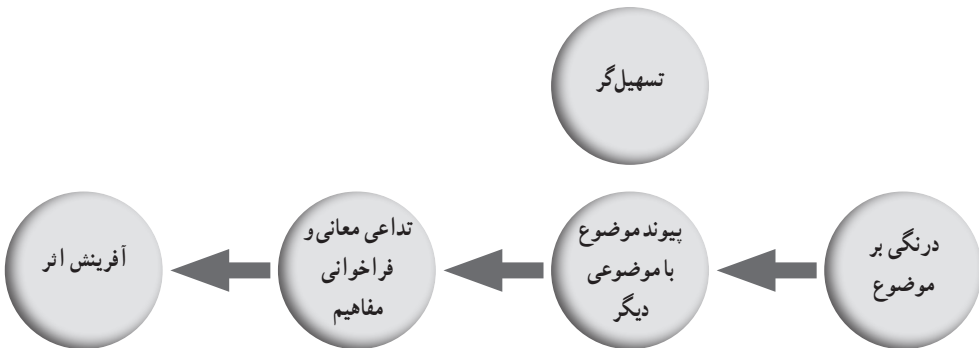 تسهیل‌گر
درنگی بر
موضوع
پیوند موضوع
با موضوعی
دیگر
تداعی معانی و
فراخوانی
مفاهیم
آفرینش اثر